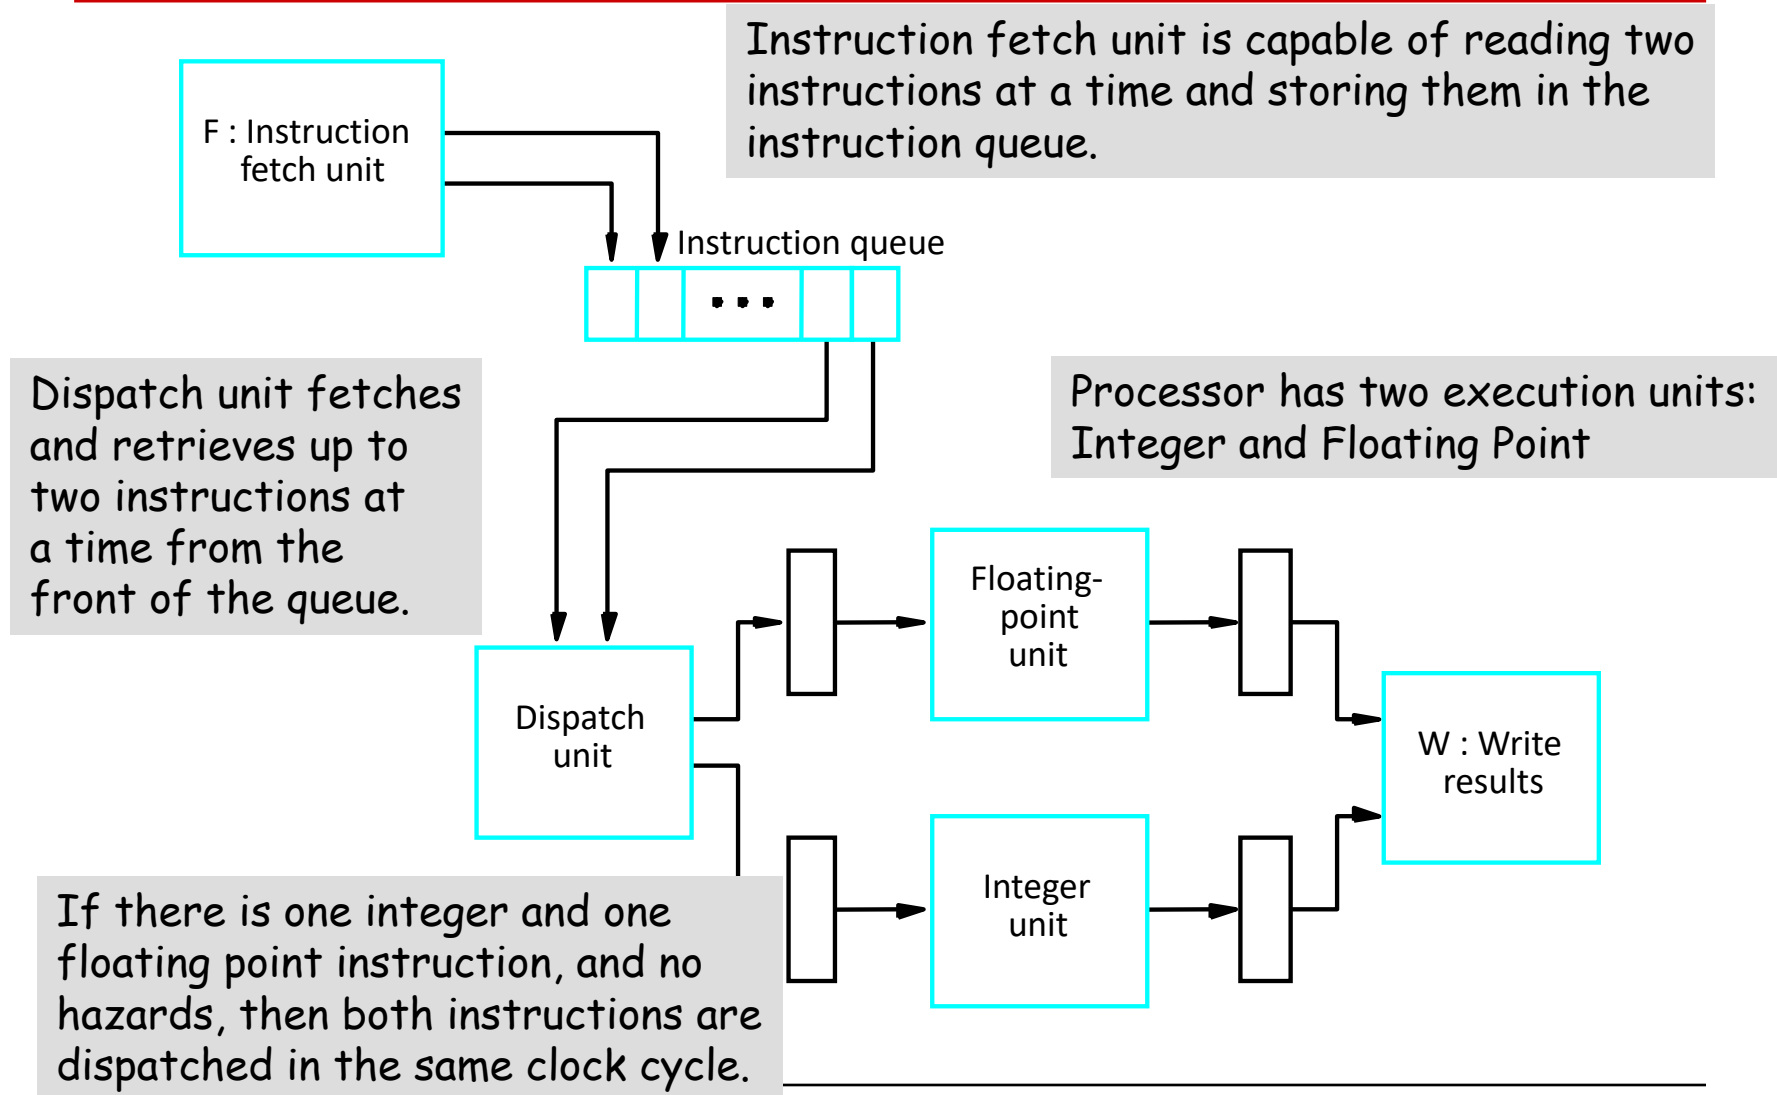 Instruction fetch unit is capable of reading two
instructions at a time and storing them in the
instruction queue.
F : Instruction
fetch unit
Instruction queue
Dispatch unit fetches
and retrieves up to
two instructions at
a time from the
front of the queue.
Processor has two execution units:
Integer and Floating Point
Floating-
point
unit
Dispatch
unit
W : Write
results
Integer
unit
If there is one integer and one
floating point instruction, and no
hazards, then both instructions are
dispatched in the same clock cycle.